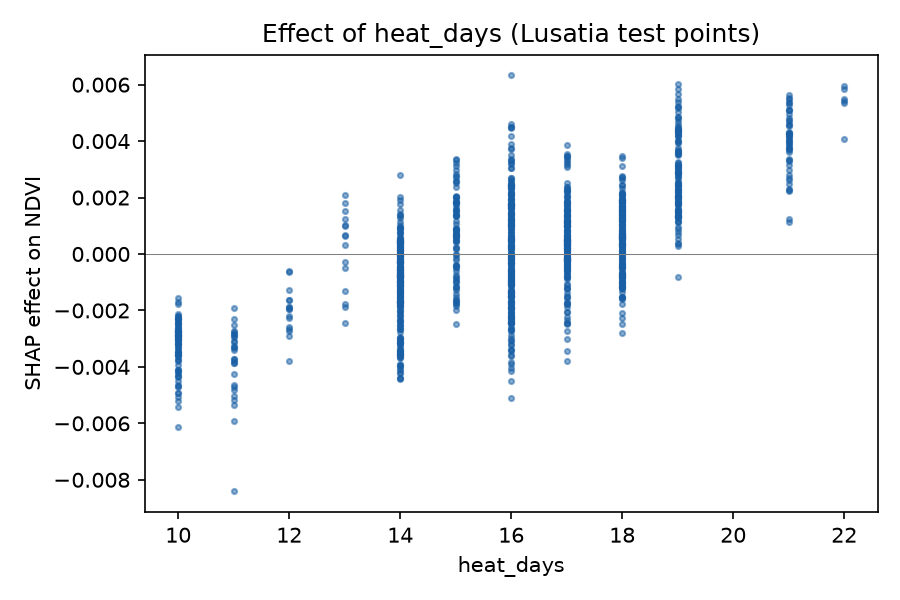 Effect of heat_days (Lusatia test points)
SHAP effect on NDVI
0.006
0.004
0.002
0.000
−0.002
−0.004
−0.006
−0.008
10 12 14 16 18 20 22
heat_days